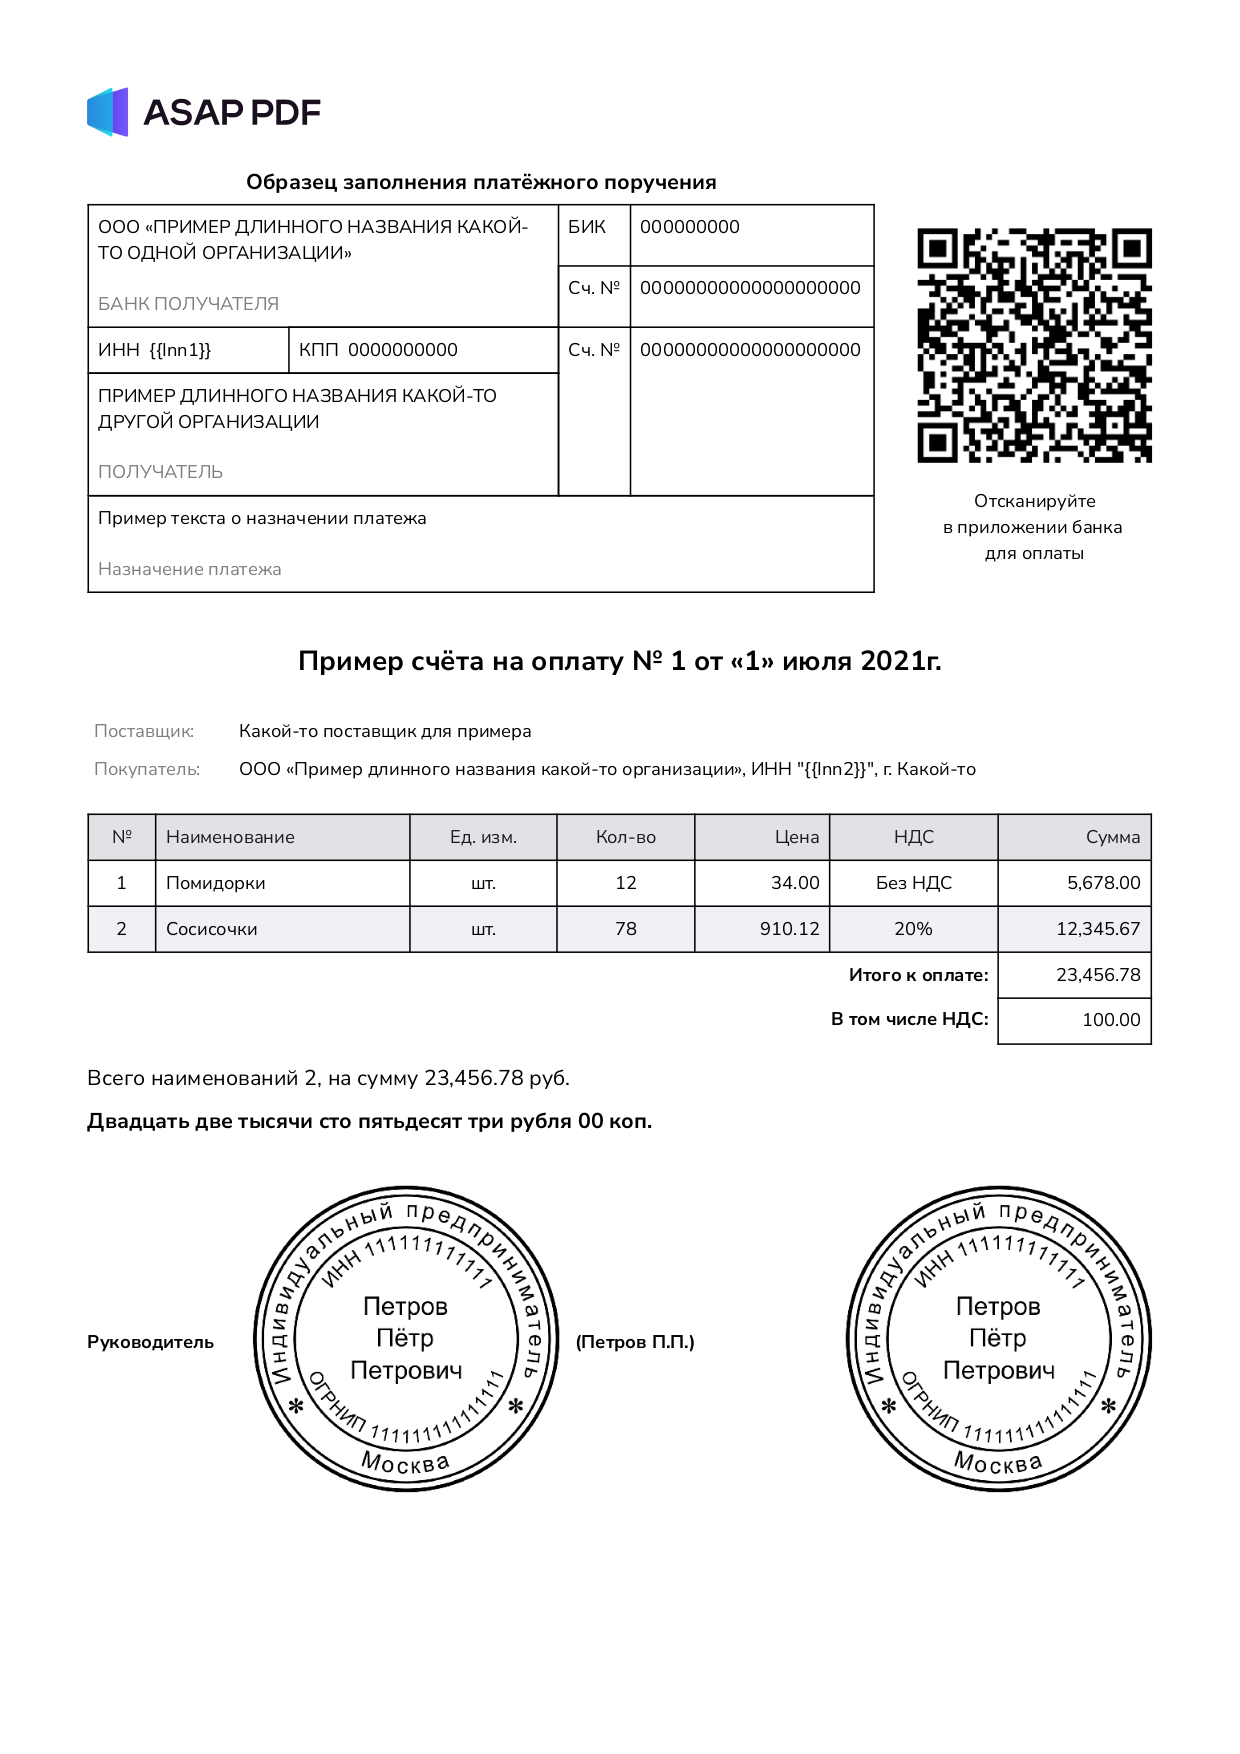 ASAP PDF
Образец заполнения платёжного поручения
ООО «ПРИМЕР ДЛИННОГО НАЗВАНИЯ КАКОЙ-
ТО ОДНОЙ ОРГАНИЗАЦИИ»
БАНК ПОЛУЧАТЕЛЯ
БИК 000000000
Сч. № 00000000000000000000
ИНН {{Inn1}} КПП 0000000000 Сч. № 00000000000000000000
ПРИМЕР ДЛИННОГО НАЗВАНИЯ КАКОЙ-ТО
ДРУГОЙ ОРГАНИЗАЦИИ
ПОЛУЧАТЕЛЬ
Пример текста о назначении платежа
Назначение платежа
Отсканируйте
в приложении банка
для оплаты
Пример счёта на оплату № 1 от «1» июля 2021г.
Поставщик: Какой-то поставщик для примера
Покупатель: ООО «Пример длинного названия какой-то организации», ИНН "{{Inn2}}", г. Какой-то
№ Наименование Ед. изм. Кол-во Цена НДС Сумма
1 Помидорки шт. 12 34.00 Без НДС 5,678.00
2 Сосисочки шт. 78 910.12 20% 12,345.67
Итого к оплате: 23,456.78
В том числе НДС: 100.00
Всего наименований 2, на сумму 23,456.78 руб.
Двадцать две тысячи сто пятьдесят три рубля 00 коп.
Руководитель
Индивидуальный предприниматель
ИНН 111111111111
Петров
Пётр
Петрович
ОГРНИП 111111111111111
* Москва *
(Петров П.П.)
Индивидуальный предприниматель
ИНН 111111111111
Петров
Пётр
Петрович
ОГРНИП 111111111111111
* Москва *